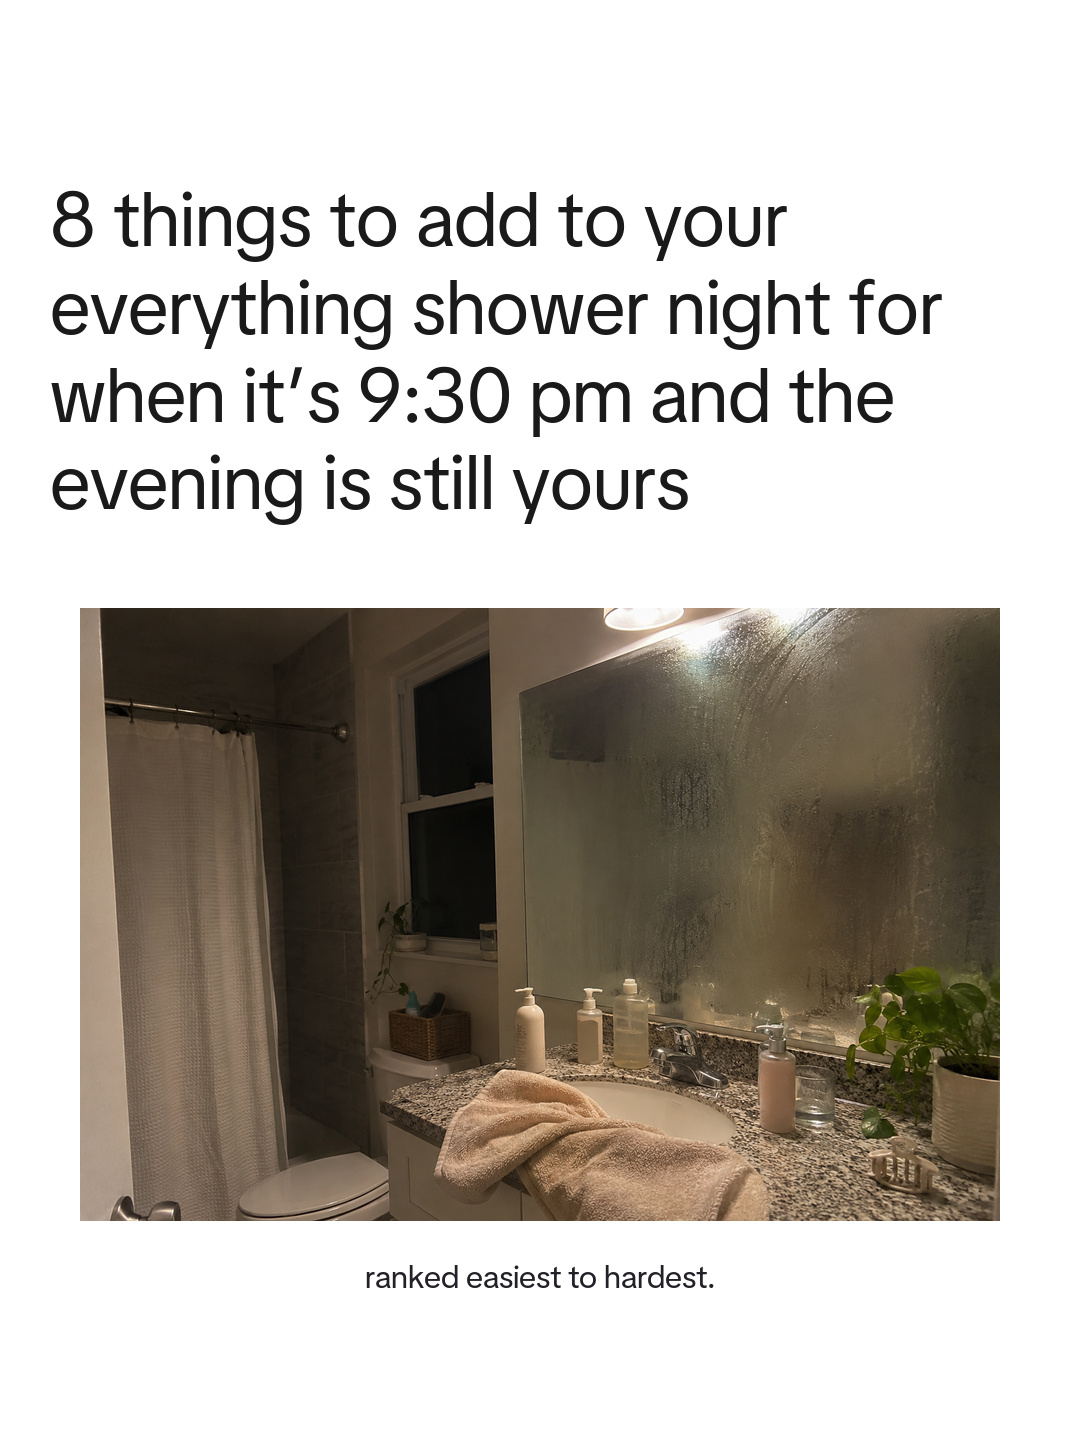 8 things to add to your
everything shower night for
when it’s 9:30 pm and the
evening is still yours
ranked easiest to hardest.